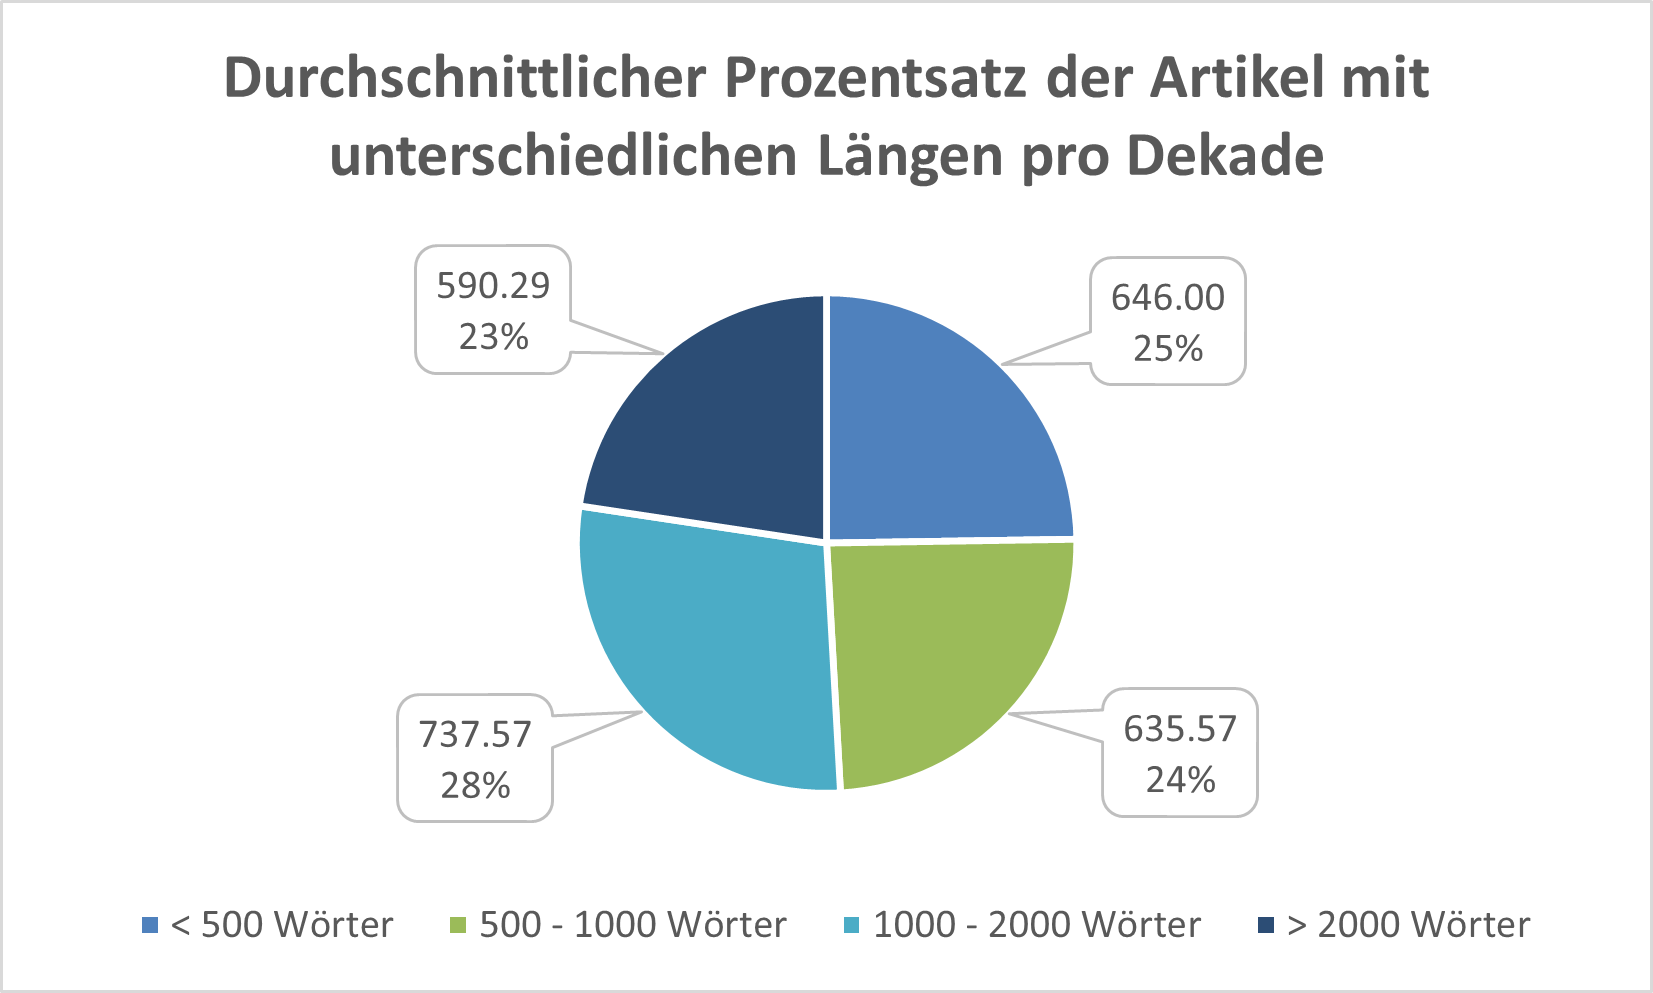 Durchschnittlicher Prozentsatz der Artikel mit
unterschiedlichen Längen pro Dekade
590.29
23%
646.00
25%
737.57
28%
635.57
24%
< 500 Wörter
500 - 1000 Wörter
1000 - 2000 Wörter
> 2000 Wörter